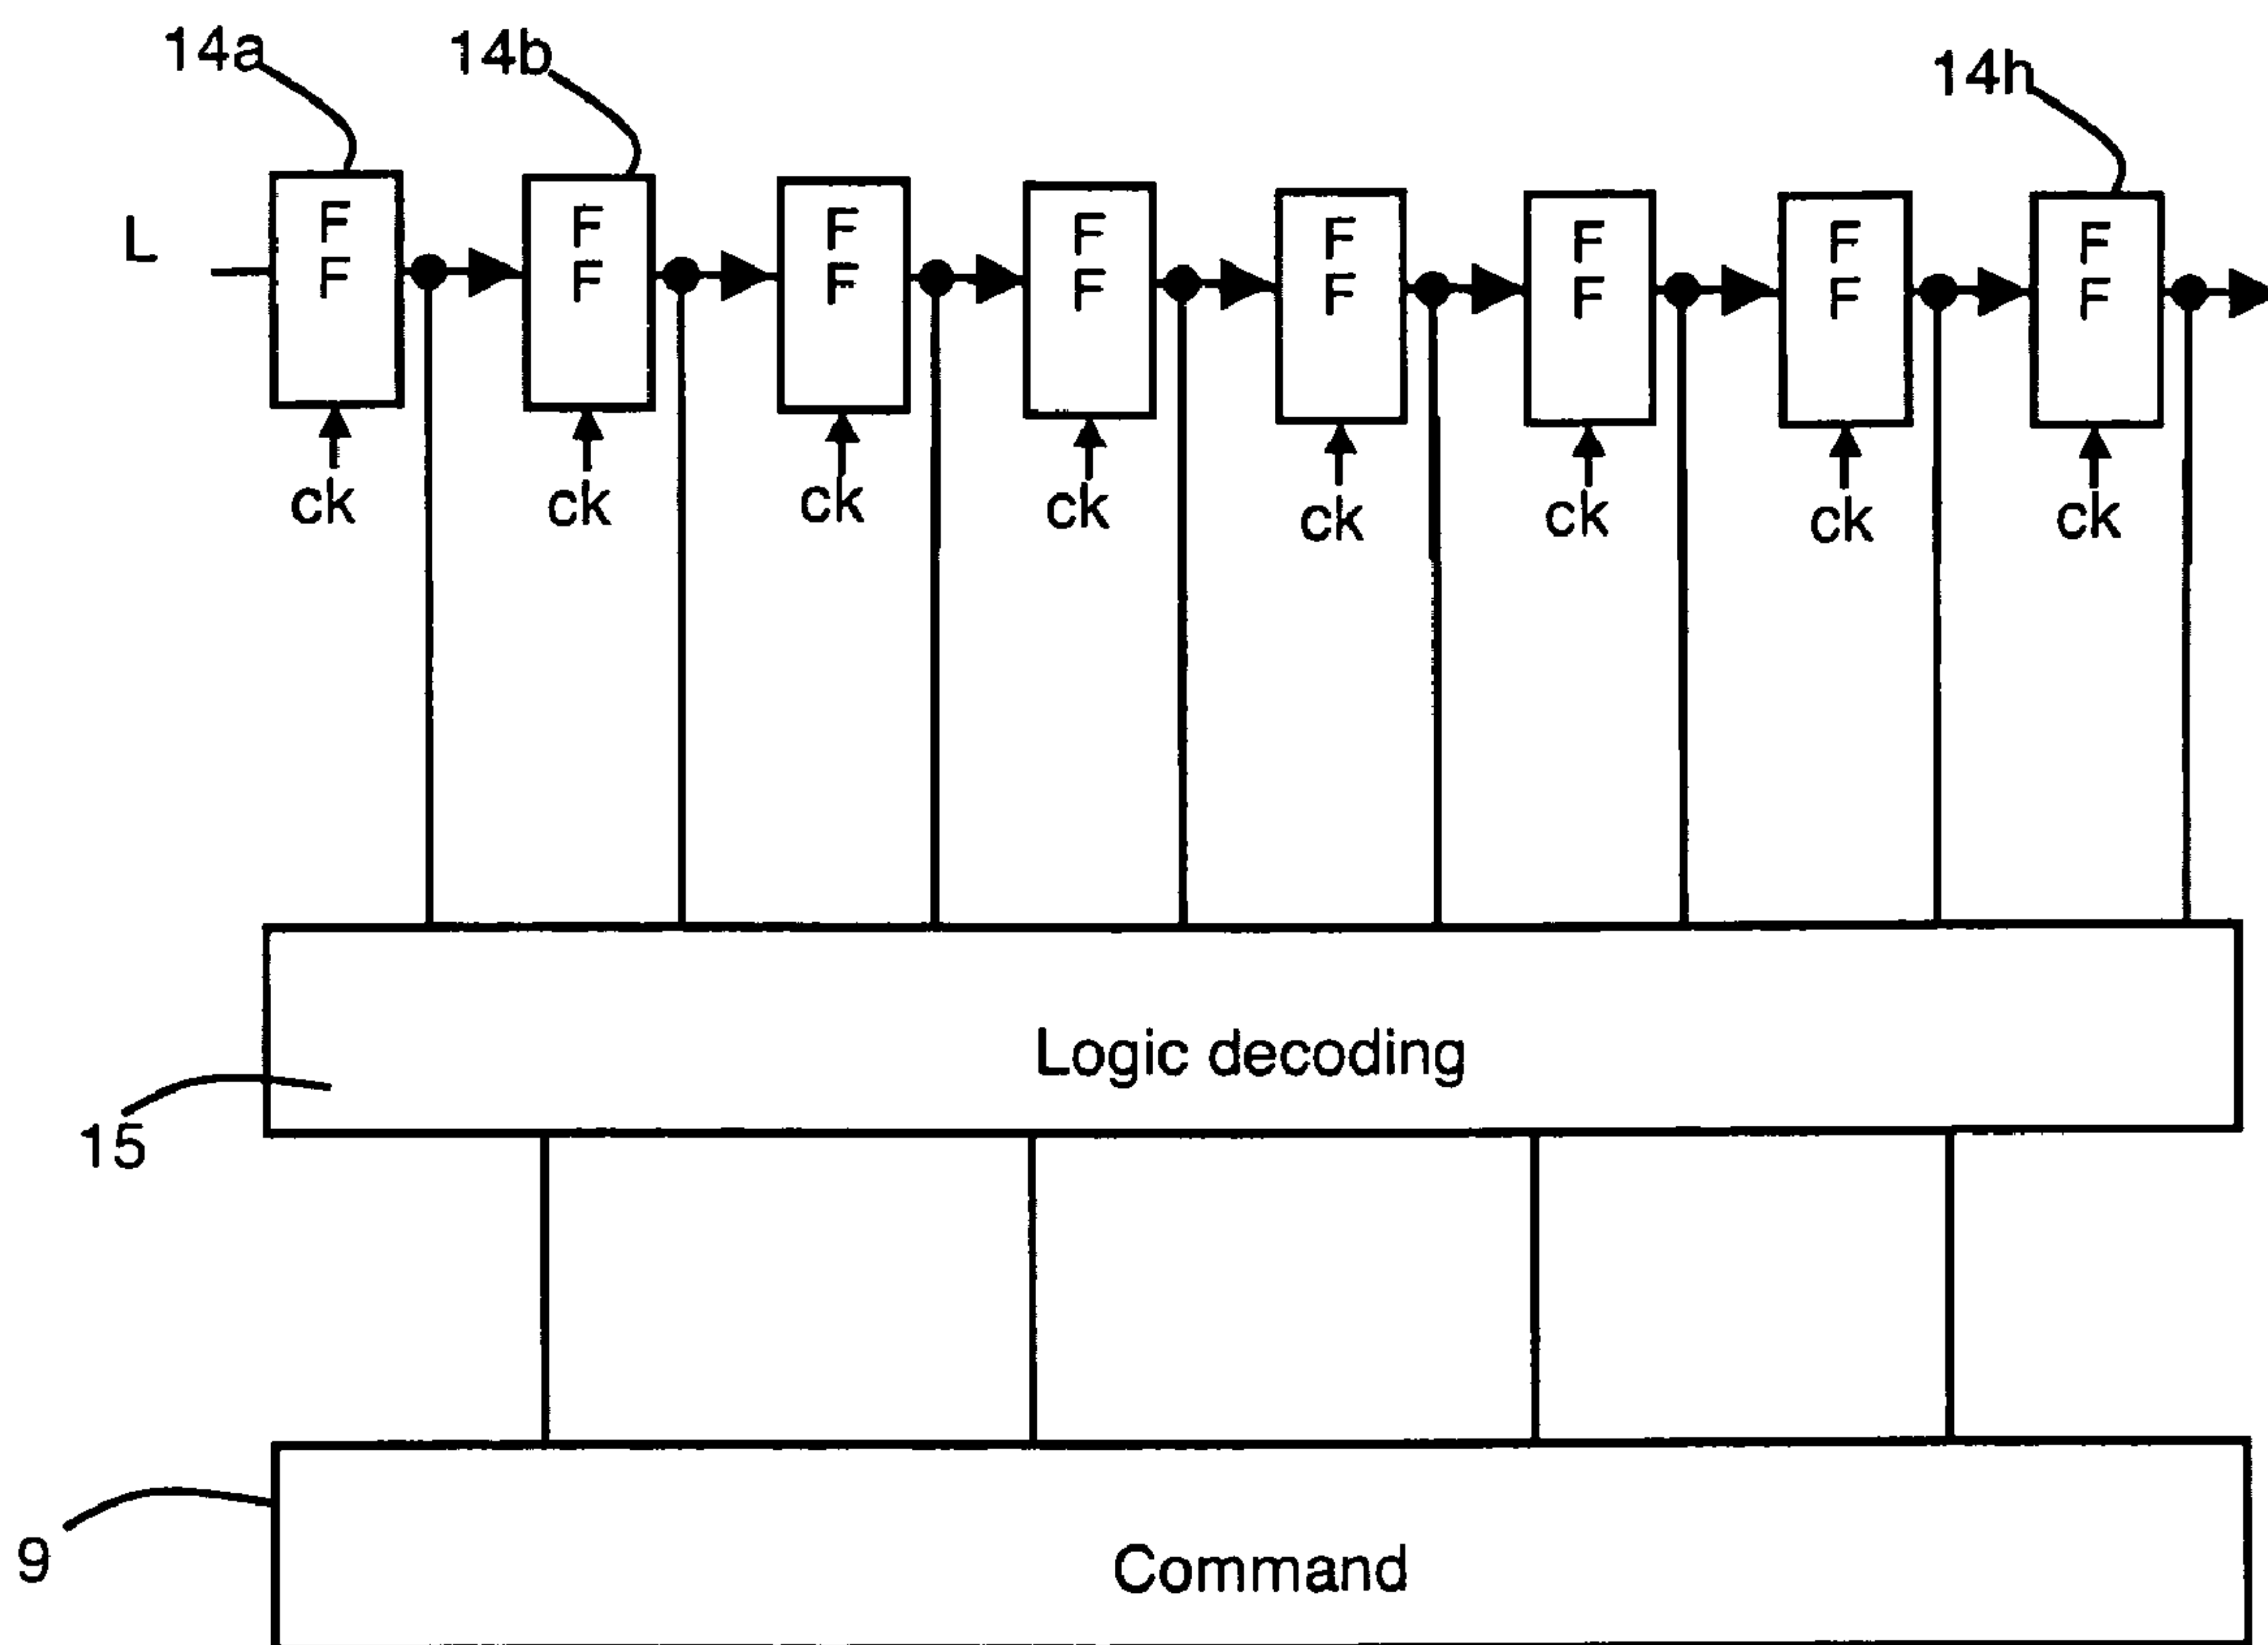 14a 14b 14h
L
F F F F F F F F
F F F F F F F F
ck ck ck ck ck ck ck ck
Logic decoding
15
9
Command